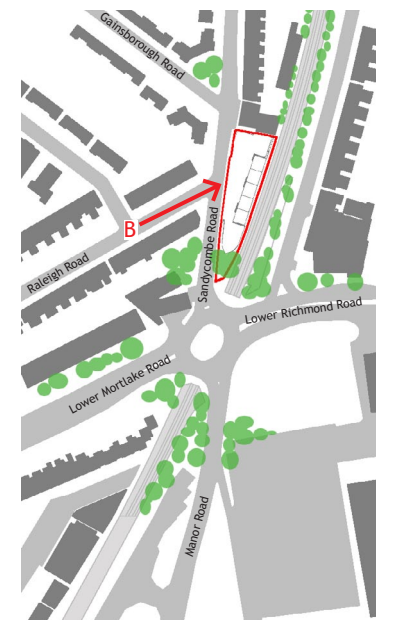 Gainsborough Road
B
Sandycombe Road
Raleigh Road
Lower Richmond Road
Lower Mortlake Road
Manor Road